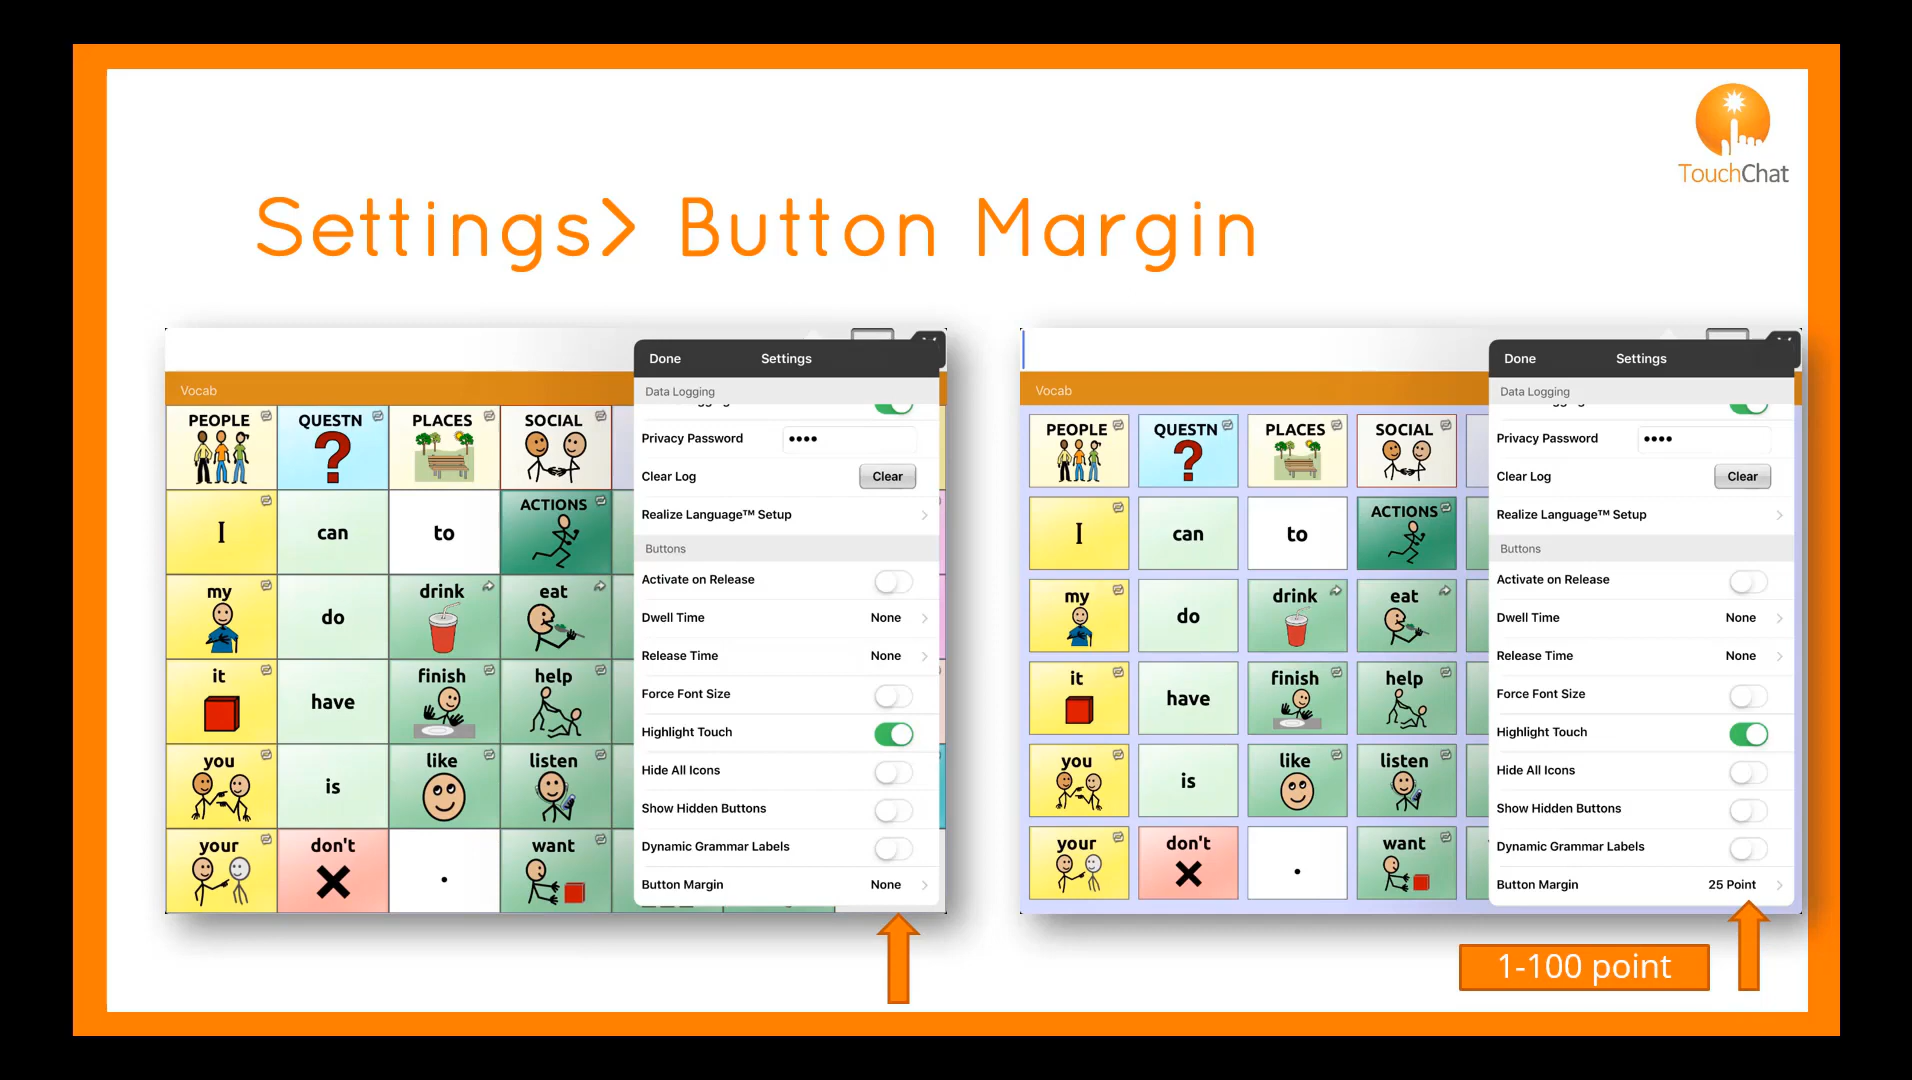 TouchChat
Settings> Button Margin
Done Settings
Vocab
Data Logging
Privacy Password ••••
Clear Log Clear
Realize Language™ Setup
Buttons
Activate on Release
Dwell Time None
Release Time None
Force Font Size
Highlight Touch
Hide All Icons
Show Hidden Buttons
Dynamic Grammar Labels
Button Margin None
PEOPLE QUESTN PLACES SOCIAL
I can to ACTIONS
my do drink eat
it have finish help
you is like listen
your don't . want
Done Settings
Vocab
Data Logging
Privacy Password ••••
Clear Log Clear
Realize Language™ Setup
Buttons
Activate on Release
Dwell Time None
Release Time None
Force Font Size
Highlight Touch
Hide All Icons
Show Hidden Buttons
Dynamic Grammar Labels
Button Margin 25 Point
PEOPLE QUESTN PLACES SOCIAL
I can to ACTIONS
my do drink eat
it have finish help
you is like listen
your don't . want
1-100 point